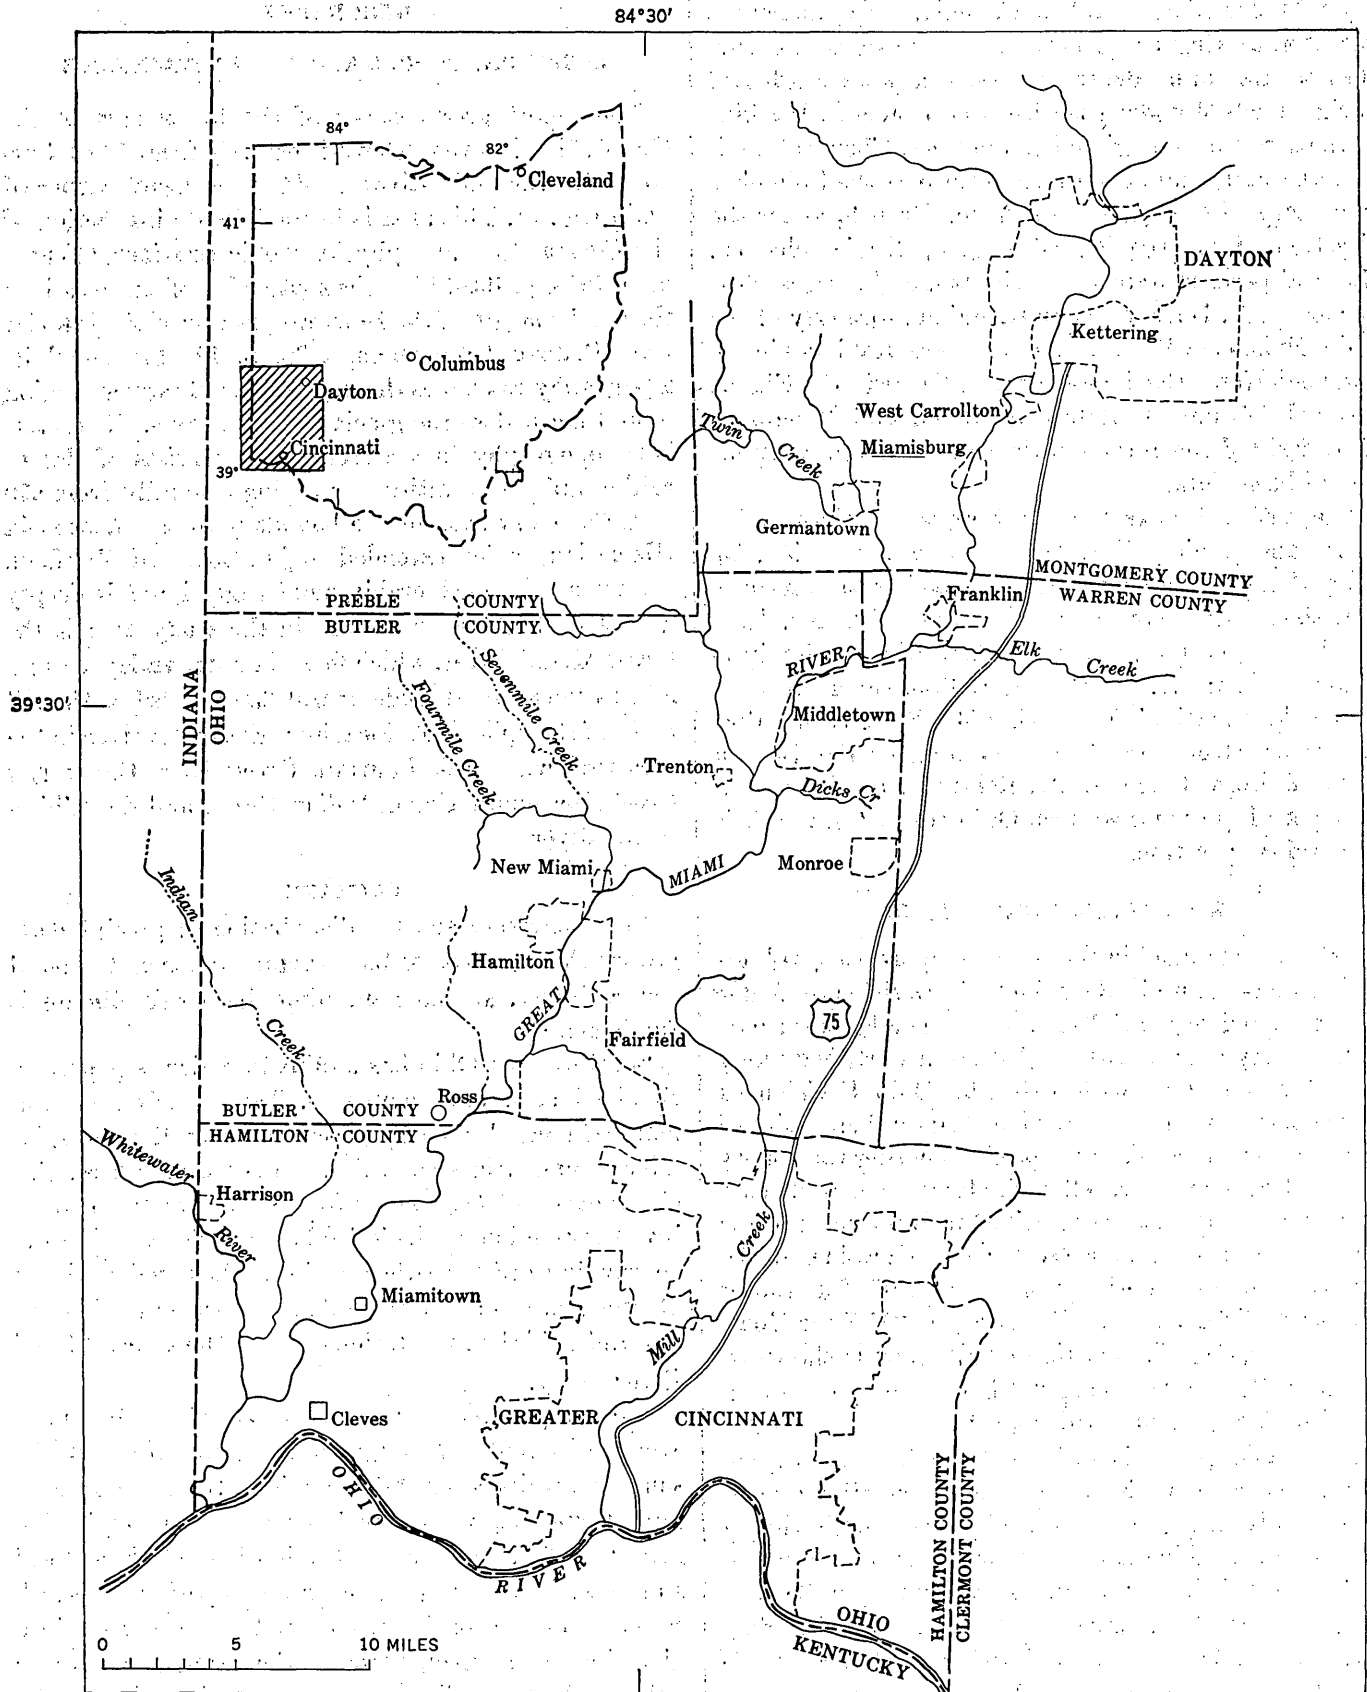 84°30'
84°
82°
Cleveland
41°
DAYTON
Kettering
Columbus
Dayton
West Carrollton
Twin
Creek
Miamisburg
Cincinnati
39°
Germantown
MONTGOMERY COUNTY
WARREN COUNTY
Franklin
PREBLE COUNTY
BUTLER COUNTY
Elk Creek
RIVER
Sevenmile Creek
Fourmile Creek
INDIANA
OHIO
39°30'
Middletown
Trenton
Dicks Cr
New Miami
MIAMI
Monroe
Indian
Creek
Hamilton
GREAT
75
Fairfield
Ross
BUTLER COUNTY
HAMILTON COUNTY
Whitewater
River
Harrison
Creek
Miamitown
Mill
GREATER CINCINNATI
Cleves
OHIO
RIVER
HAMILTON COUNTY
CLERMONT COUNTY
OHIO
KENTUCKY
0 5 10 MILES